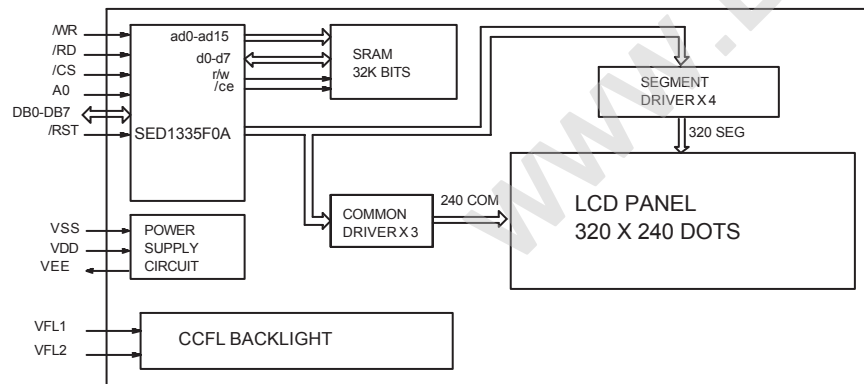 /WR
/RD
/CS
A0
DB0-DB7
/RST
ad0-ad15
d0-d7
r/w
/ce
SED1335F0A
SRAM
32K BITS
SEGMENT
DRIVER X 4
320 SEG
COMMON
DRIVER X 3
240 COM
LCD PANEL
320 X 240 DOTS
VSS
VDD
VEE
POWER
SUPPLY
CIRCUIT
VFL1
VFL2
CCFL BACKLIGHT
www.